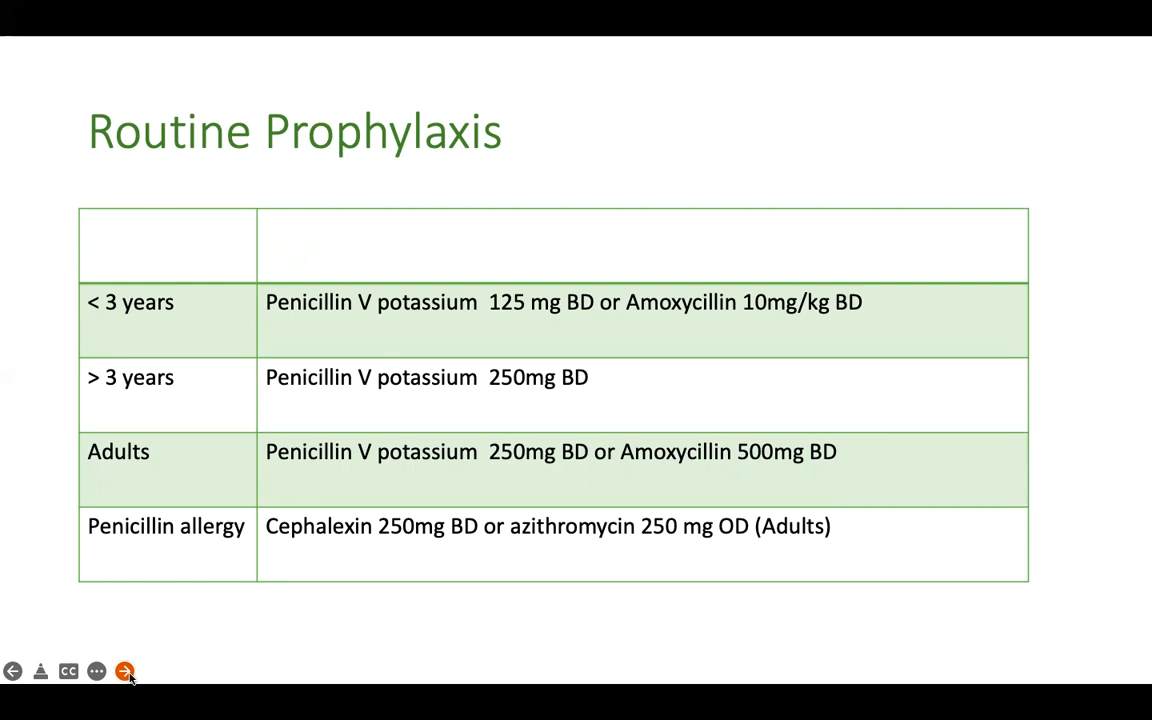 Routine Prophylaxis
< 3 years Penicillin V potassium 125 mg BD or Amoxycillin 10mg/kg BD
> 3 years Penicillin V potassium 250mg BD
Adults Penicillin V potassium 250mg BD or Amoxycillin 500mg BD
Penicillin allergy Cephalexin 250mg BD or azithromycin 250 mg OD (Adults)
CC